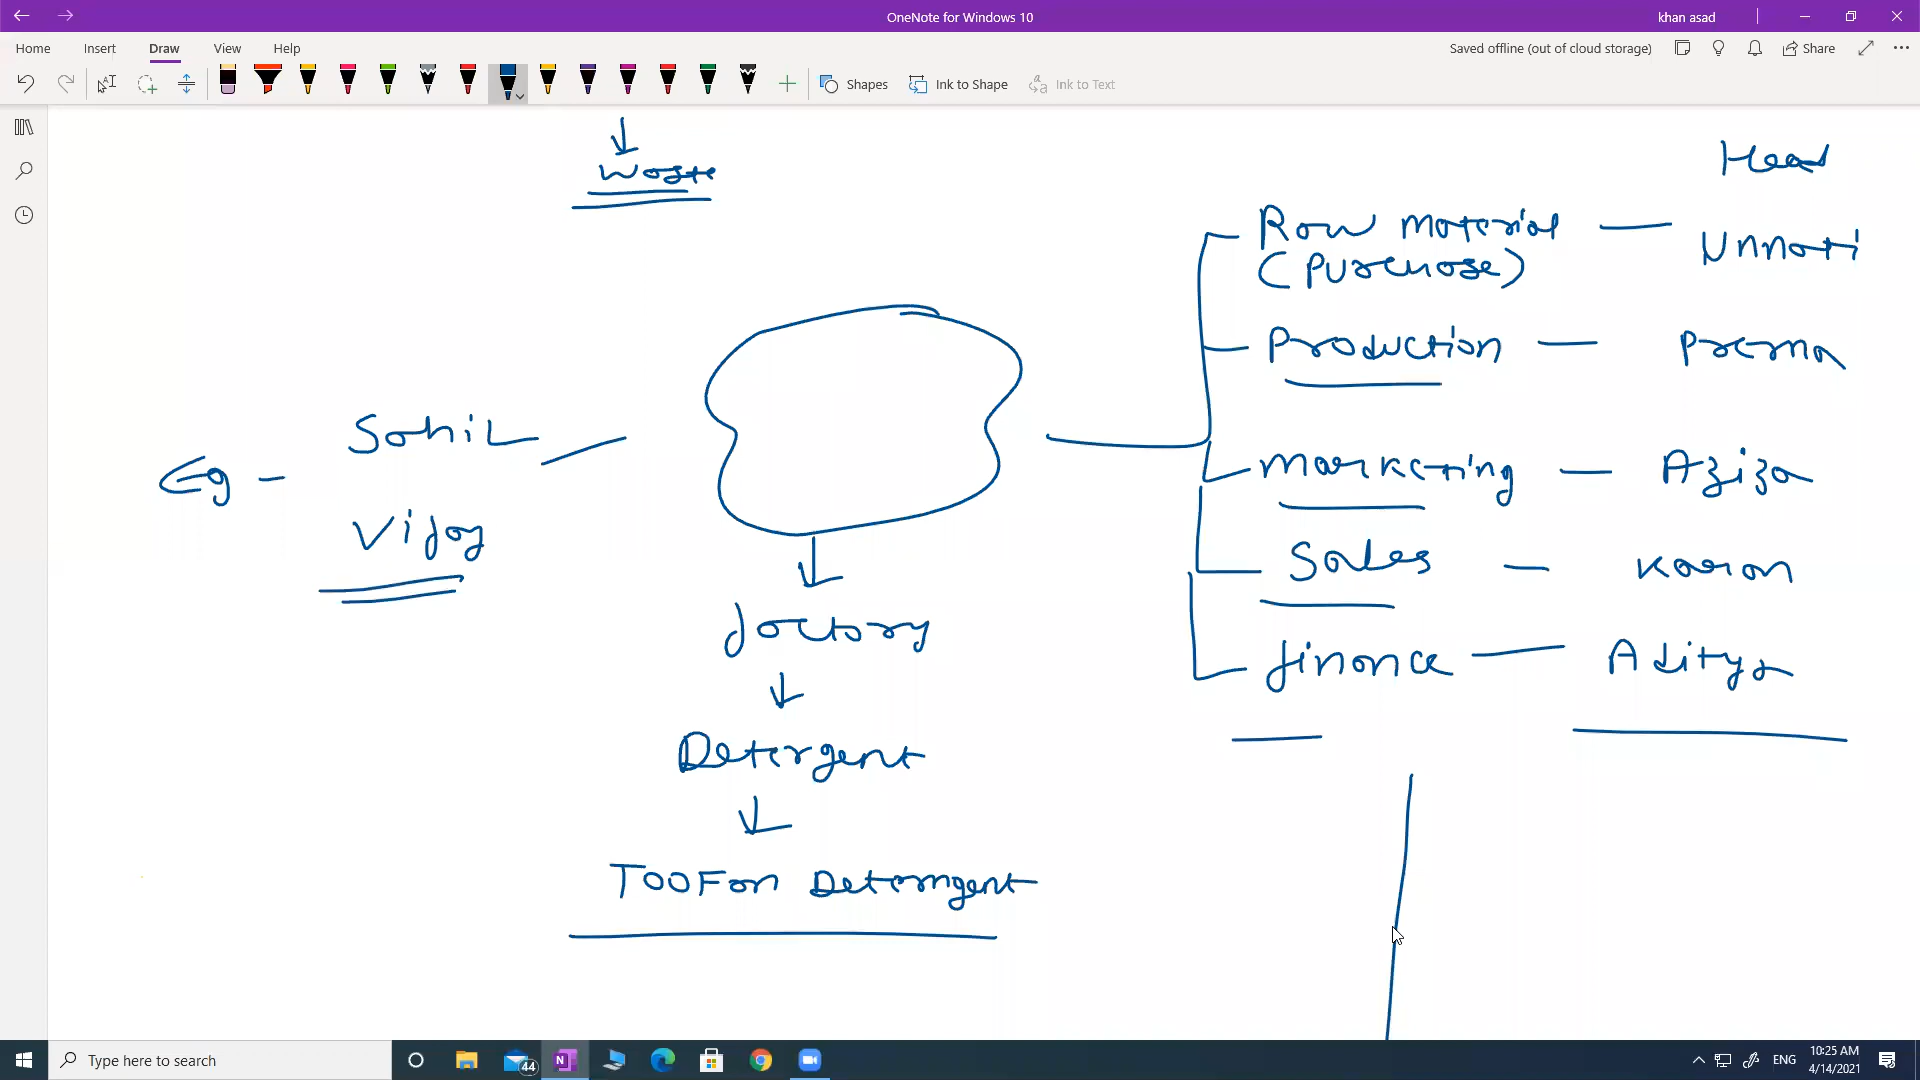 OneNote for Windows 10
khan asad
Home Insert Draw View Help
Saved offline (out of cloud storage)
Share
Shapes
Ink to Shape
Ink to Text
Waste
Head
Raw material — Unnati
(Purchase)
Production — Prerna
Marketing — Aziza
Sales — Karan
finance — Aditya
Eg - Sahil
Vijay
factory
Detergent
TOOFan Detergent
Type here to search
44
ENG
10:25 AM
4/14/2021